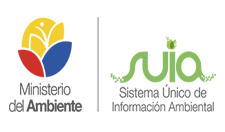 Ministerio
del Ambiente
suia
Sistema Único de
Información Ambiental